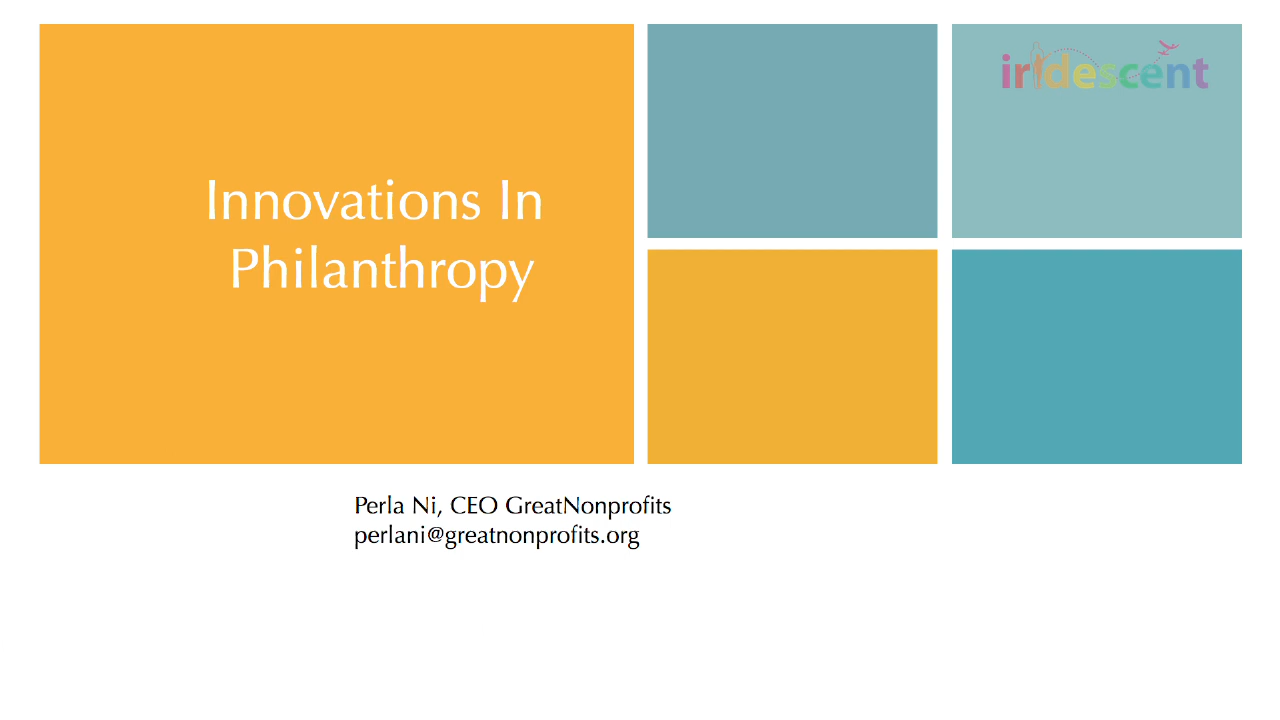 iridescent
Innovations In
Philanthropy
Perla Ni, CEO GreatNonprofits
perlani@greatnonprofits.org